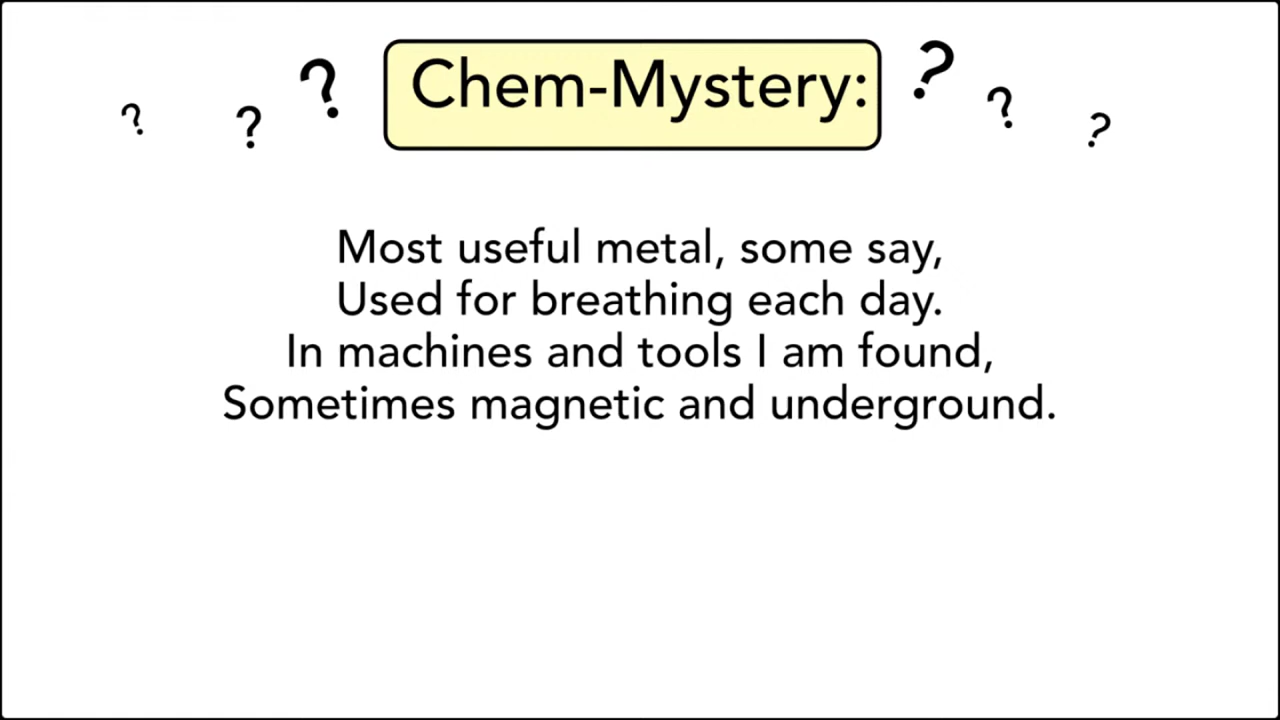 ? ? ? Chem-Mystery: ? ? ?
Most useful metal, some say,
Used for breathing each day.
In machines and tools I am found,
Sometimes magnetic and underground.